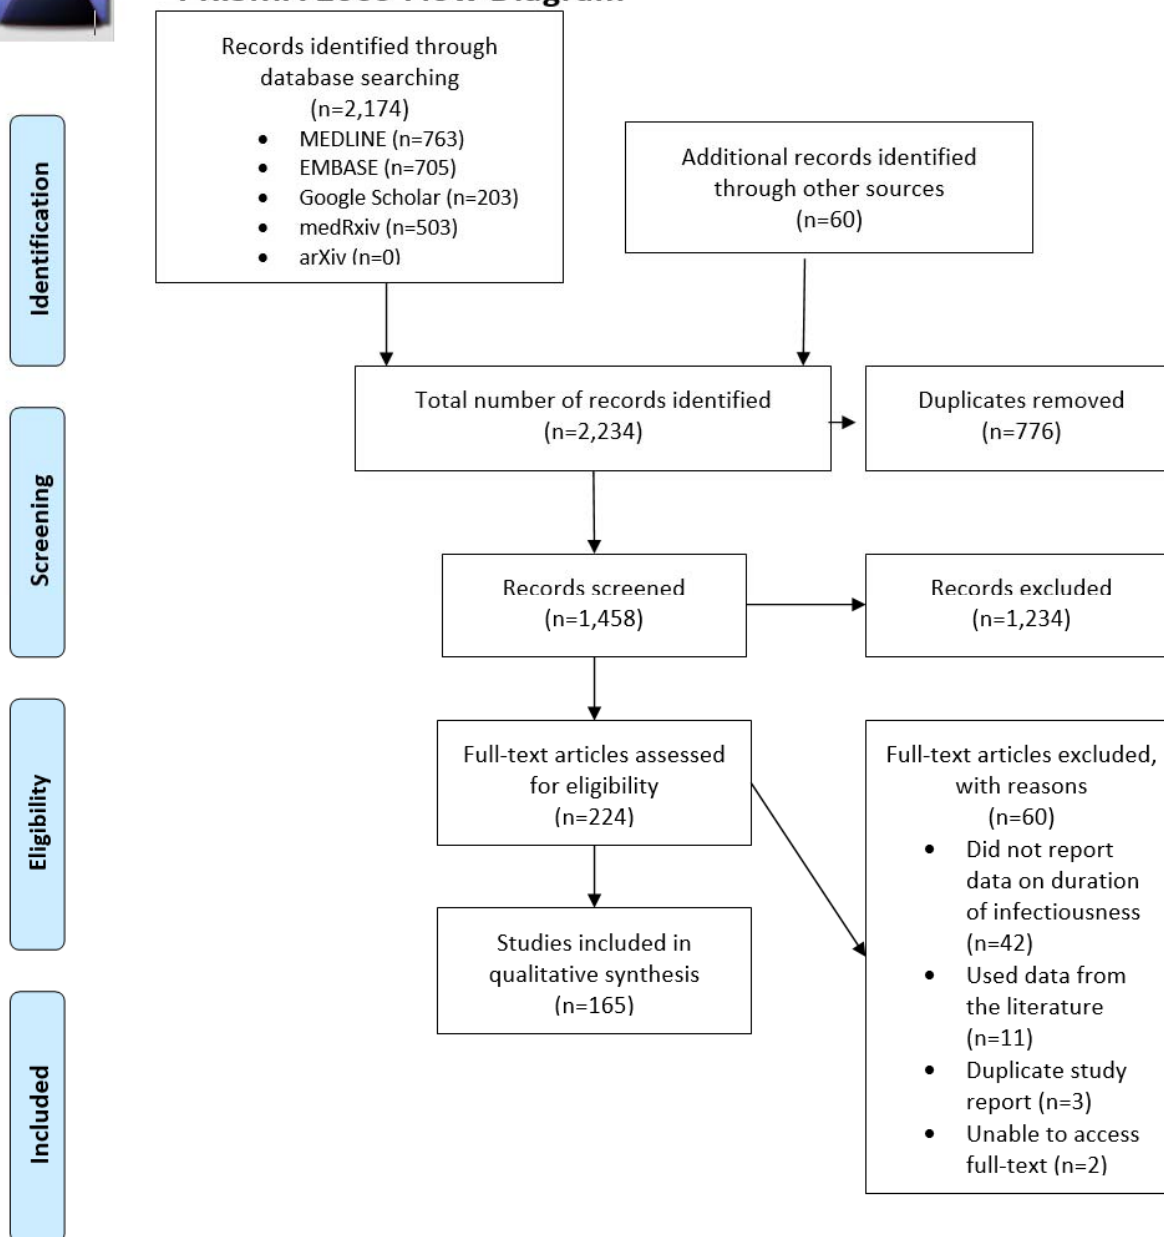 Records identified through
database searching
(n=2,174)
• MEDLINE (n=763)
• EMBASE (n=705)
• Google Scholar (n=203)
• medRxiv (n=503)
• arXiv (n=0)
Additional records identified
through other sources
(n=60)
Identification
Total number of records identified
(n=2,234)
Duplicates removed
(n=776)
Screening
Records screened
(n=1,458)
Records excluded
(n=1,234)
Eligibility
Full-text articles assessed
for eligibility
(n=224)
Full-text articles excluded,
with reasons
(n=60)
• Did not report
data on duration
of infectiousness
(n=42)
• Used data from
the literature
(n=11)
• Duplicate study
report (n=3)
• Unable to access
full-text (n=2)
Studies included in
qualitative synthesis
(n=165)
Included